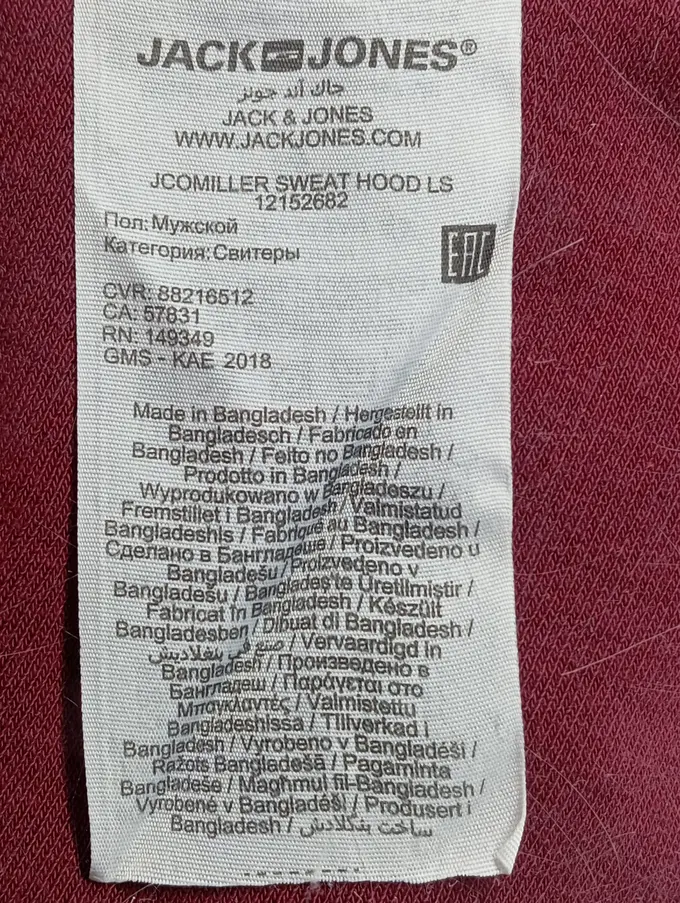 JACK JONES®
جاك أند جونز
JACK & JONES
WWW.JACKJONES.COM
JCOMILLER SWEAT HOOD LS
12152682
Пол: Мужской
Категория: Свитеры
EAC
CVR: 88216512
CA: 57831
RN: 149349
GMS - KAE 2018
Made in Bangladesh / Hergestellt in
Bangladesch / Fabricado en
Bangladesh / Feito no Bangladesh /
Prodotto in Bangladesh /
Wyprodukowano w Bangladeszu /
Fremstillet i Bangladesh / Valmistatud
Bangladeshis / Fabriqué au Bangladesh /
Сделано в Бангладеше / Proizvedeno u
Bangladešu / Proizvedeno v
Bangladešu / Bangladeş'te Üretilmiştir /
Fabricat în Bangladesh / Készült
Bangladesben / Dibuat di Bangladesh /
صنع في بنغلاديش / Vervaardigd in
Bangladesh / Произведено в
Бангладеш / Παράγεται στο
Μπαγκλαντές / Valmistettu
Bangladeshissa / Tillverkad i
Bangladesh / Vyrobeno v Bangladéši /
Ražots Bangladešā / Pagaminta
Bangladeše / Maghmul fil-Bangladesh /
Vyrobené v Bangladéši / Produsert i
Bangladesh / ساخت بنگلادش